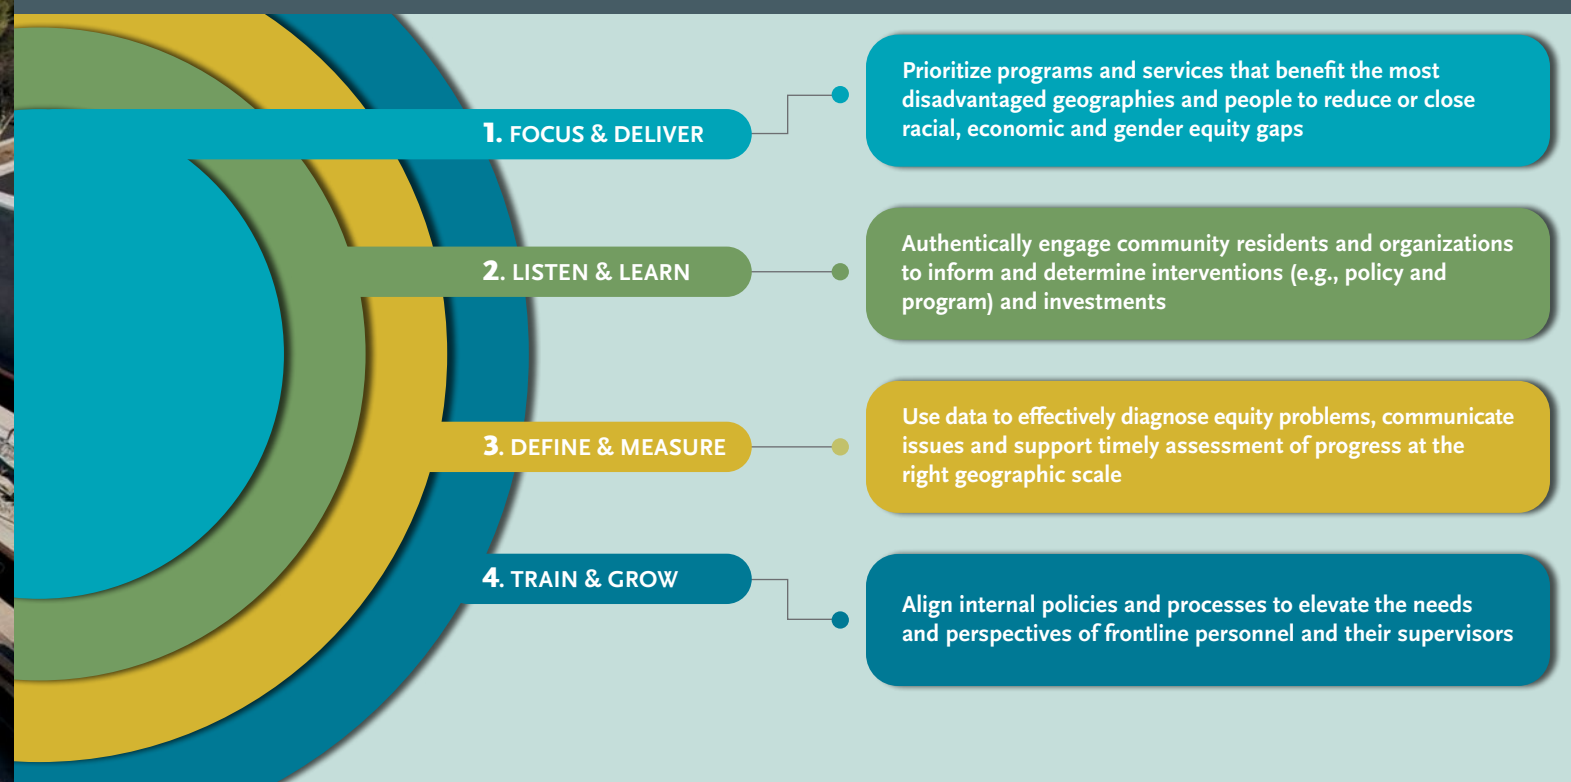 1. FOCUS & DELIVER
Prioritize programs and services that benefit the most
disadvantaged geographies and people to reduce or close
racial, economic and gender equity gaps
2. LISTEN & LEARN
Authentically engage community residents and organizations
to inform and determine interventions (e.g., policy and
program) and investments
3. DEFINE & MEASURE
Use data to effectively diagnose equity problems, communicate
issues and support timely assessment of progress at the
right geographic scale
4. TRAIN & GROW
Align internal policies and processes to elevate the needs
and perspectives of frontline personnel and their supervisors